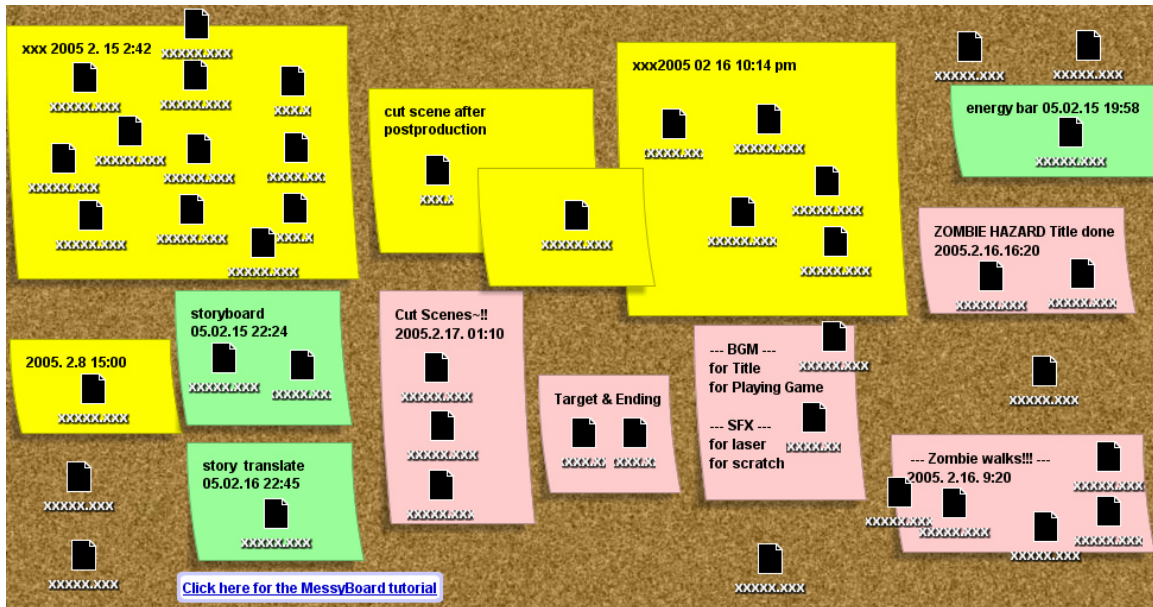 xxxxx.xxx
xxx 2005 2. 15 2:42
xxxxx.xxx
xxxxx.xxx
xxx.x
xxxxx.xxx
xxxxx.xxx
xxxxx.xxx
xxxxx.xx
xxxxx.xxx
xxxxx.xxx
xxx.x
xxxxx.xxx
cut scene after
postproduction
xxx.x
xxxxx.xxx
xxx2005 02 16 10:14 pm
xxxxx.xx
xxxxx.xxx
xxxxx.xxx
xxxxx.xxx
xxxxx.xxx
xxxxx.xxx
xxxxx.xxx
energy bar 05.02.15 19:58
xxxxx.xxx
ZOMBIE HAZARD Title done
2005.2.16.16:20
xxxxx.xxx
xxxxx.xxx
2005. 2.8 15:00
xxxxx.xxx
storyboard
05.02.15 22:24
xxxxx.xxx
xxxxx.xx
story translate
05.02.16 22:45
xxxxx.xxx
Cut Scenes~!!
2005.2.17. 01:10
xxxxx.xxx
xxxxx.xxx
xxxxx.xxx
Target & Ending
xxxx.x
xxx.x
--- BGM ---
for Title
for Playing Game
--- SFX ---
for laser
for scratch
xxxxx.xxx
xxxxx.xx
xxxxx.xxx
--- Zombie walks!!! ---
2005. 2.16. 9:20
xxxxx.xxx
xxxxx.xxx
xxxxx.xxx
xxxxx.xxx
xxxxx.xxx
xxxxx.xxx
xxxxx.xxx
xxxxx.xxx
Click here for the MessyBoard tutorial